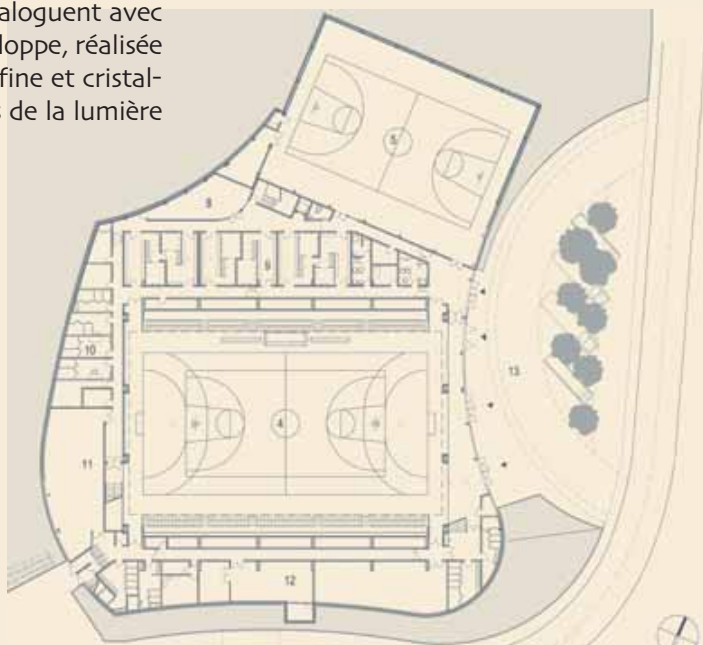 aloguent avec
loppe, réalisée
fine et cristal-
s de la lumière
5
8
9
10
4
13
11
12